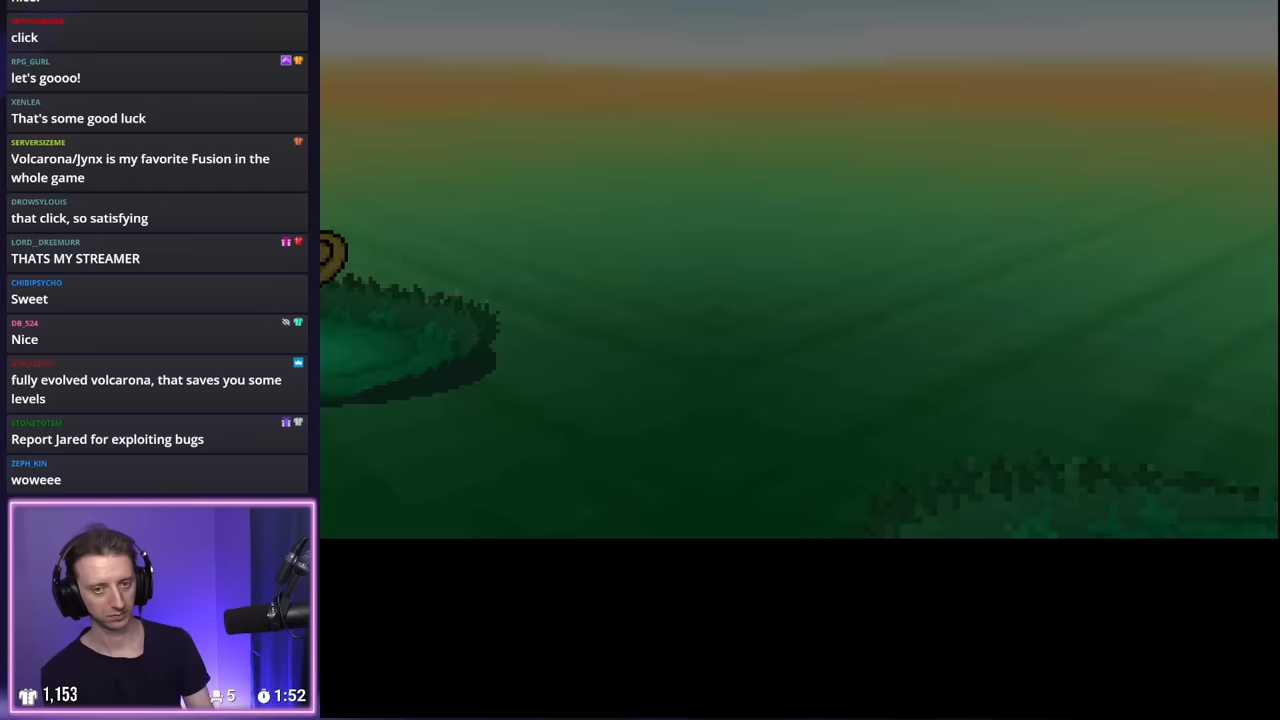 click
RPG_GURL
let's goooo!
XENLEA
That's some good luck
SERVERSIZEME
Volcarona/Jynx is my favorite Fusion in the
whole game
DROWSYLOUIS
that click, so satisfying
LORD__DREEMURR
THATS MY STREAMER
CHIBIPSYCHO
Sweet
DB_524
Nice
fully evolved volcarona, that saves you some
levels
STONETOTEM
Report Jared for exploiting bugs
ZEPH_KIN
woweee
1,153
5
1:52